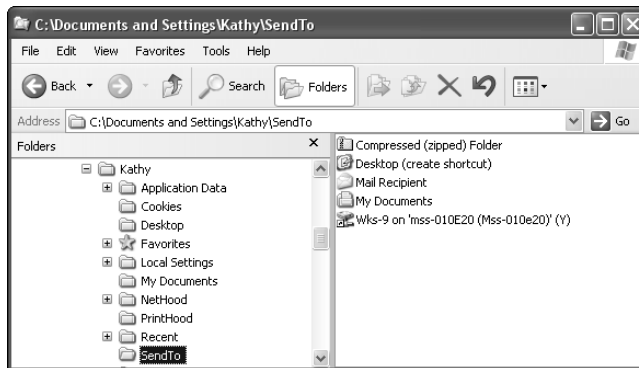 C:\Documents and Settings\Kathy\SendTo
File Edit View Favorites Tools Help
Back Search Folders
Address C:\Documents and Settings\Kathy\SendTo Go
Folders
Kathy
Application Data
Cookies
Desktop
Favorites
Local Settings
My Documents
NetHood
PrintHood
Recent
SendTo
Compressed (zipped) Folder
Desktop (create shortcut)
Mail Recipient
My Documents
Wks-9 on 'mss-010E20 (Mss-010e20)' (Y)